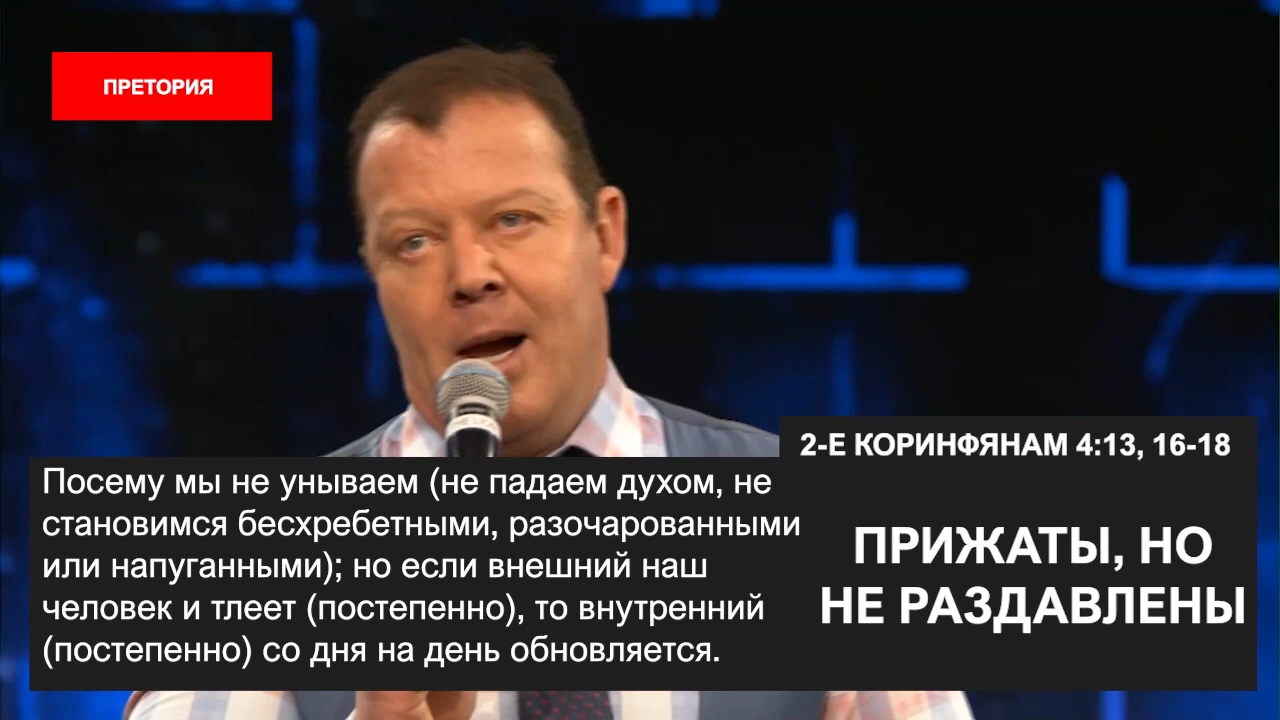 ПРЕТОРИЯ
2-Е КОРИНФЯНАМ 4:13, 16-18
Посему мы не унываем (не падаем духом, не
становимся бесхребетными, разочарованными
или напуганными); но если внешний наш
человек и тлеет (постепенно), то внутренний
(постепенно) со дня на день обновляется.
ПРИЖАТЫ, НО
НЕ РАЗДАВЛЕНЫ